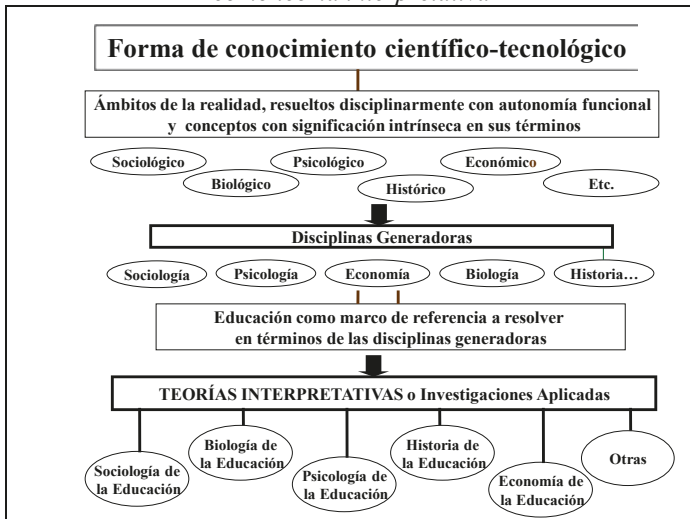 Forma de conocimiento científico-tecnológico
Ámbitos de la realidad, resueltos disciplinarmente con autonomía funcional
y conceptos con significación intrínseca en sus términos
Sociológico
Psicológico
Económico
Biológico
Histórico
Etc.
Disciplinas Generadoras
Sociología
Psicología
Economía
Biología
Historia...
Educación como marco de referencia a resolver
en términos de las disciplinas generadoras
TEORÍAS INTERPRETATIVAS o Investigaciones Aplicadas
Sociología de
la Educación
Biología de
la Educación
Psicología de
la Educación
Historia de
la Educación
Economía de
la Educación
Otras